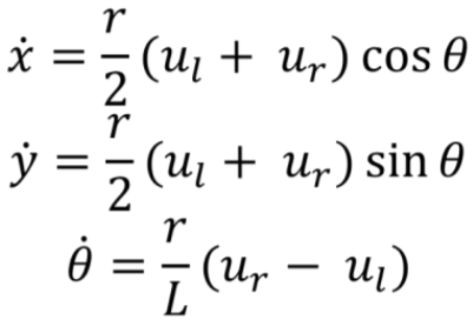 ẋ = r/2 (u_l + u_r) cos θ
ẏ = r/2 (u_l + u_r) sin θ
θ̇ = r/L (u_r − u_l)